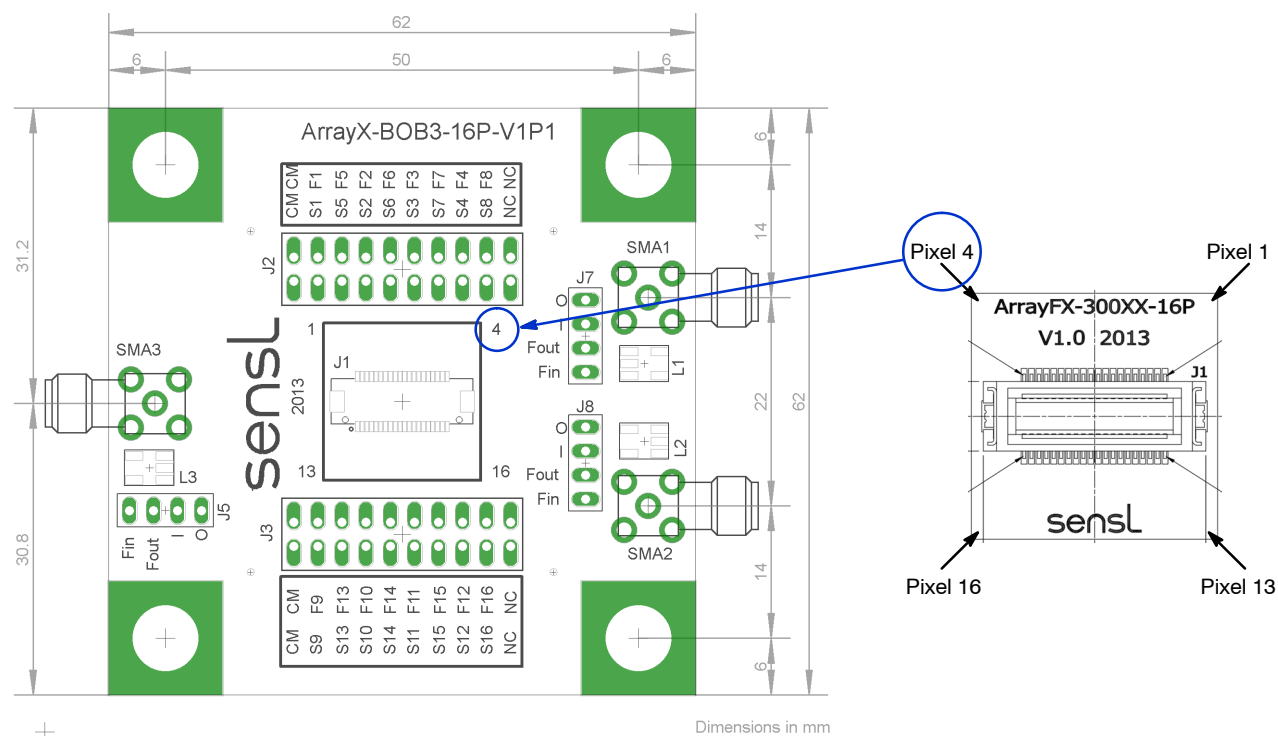 62
6
50
6
ArrayX-BOB3-16P-V1P1
CM CM
S1 F1
S5 F5
S2 F2
S6 F6
S3 F3
S7 F7
S4 F4
S8 F8
NC NC
J2
31.2
6
14
22
62
14
6
30.8
SMA1
J7
O
I
Fout
Fin
L1
1
4
J1
13
16
sensL
2013
SMA3
L3
J5
Fin
Fout
I
O
J8
O
I
Fout
Fin
L2
SMA2
J3
CM CM
S9 F9
S13 F13
S10 F10
S14 F14
S11 F11
S15 F15
S12 F12
S16 F16
NC NC
Dimensions in mm
Pixel 4
Pixel 1
ArrayFX-300XX-16P
V1.0 2013
J1
sensL
Pixel 16
Pixel 13